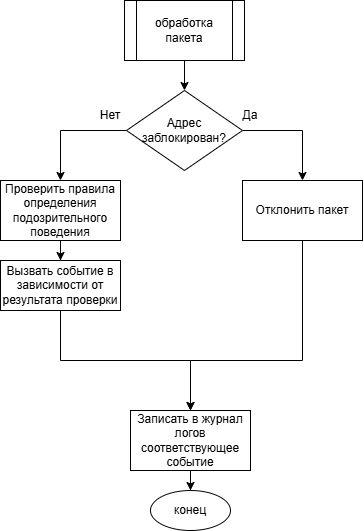 обработка
пакета
Адрес
заблокирован?
Нет
Да
Проверить правила
определения
подозрительного
поведения
Отклонить пакет
Вызвать событие в
зависимости от
результата проверки
Записать в журнал
логов
соответствующее
событие
конец